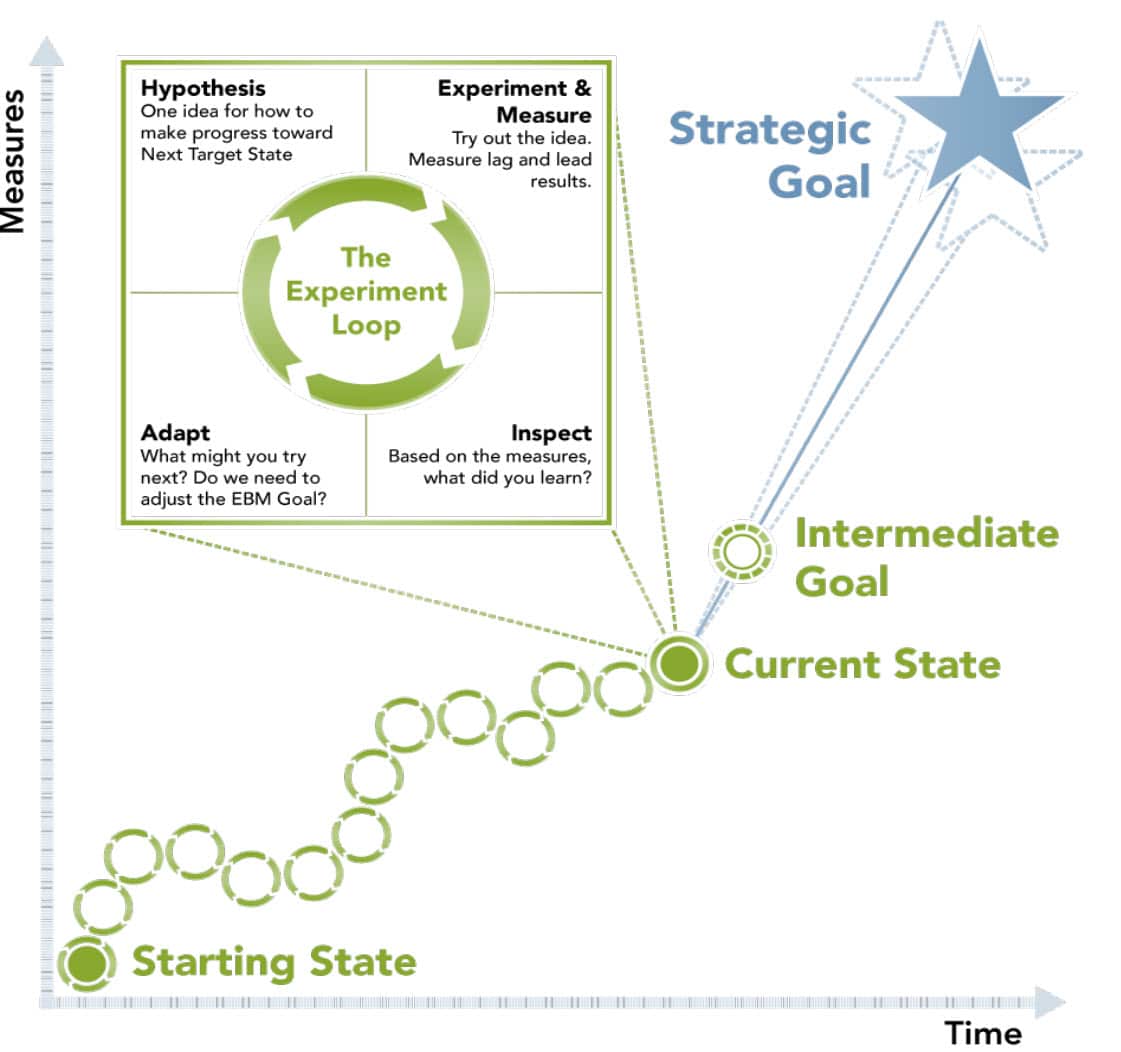 Measures
Hypothesis
One idea for how to
make progress toward
Next Target State
Experiment &
Measure
Try out the idea.
Measure lag and lead
results.
The
Experiment
Loop
Adapt
What might you try
next? Do we need to
adjust the EBM Goal?
Inspect
Based on the measures,
what did you learn?
Strategic
Goal
Intermediate
Goal
Current State
Starting State
Time